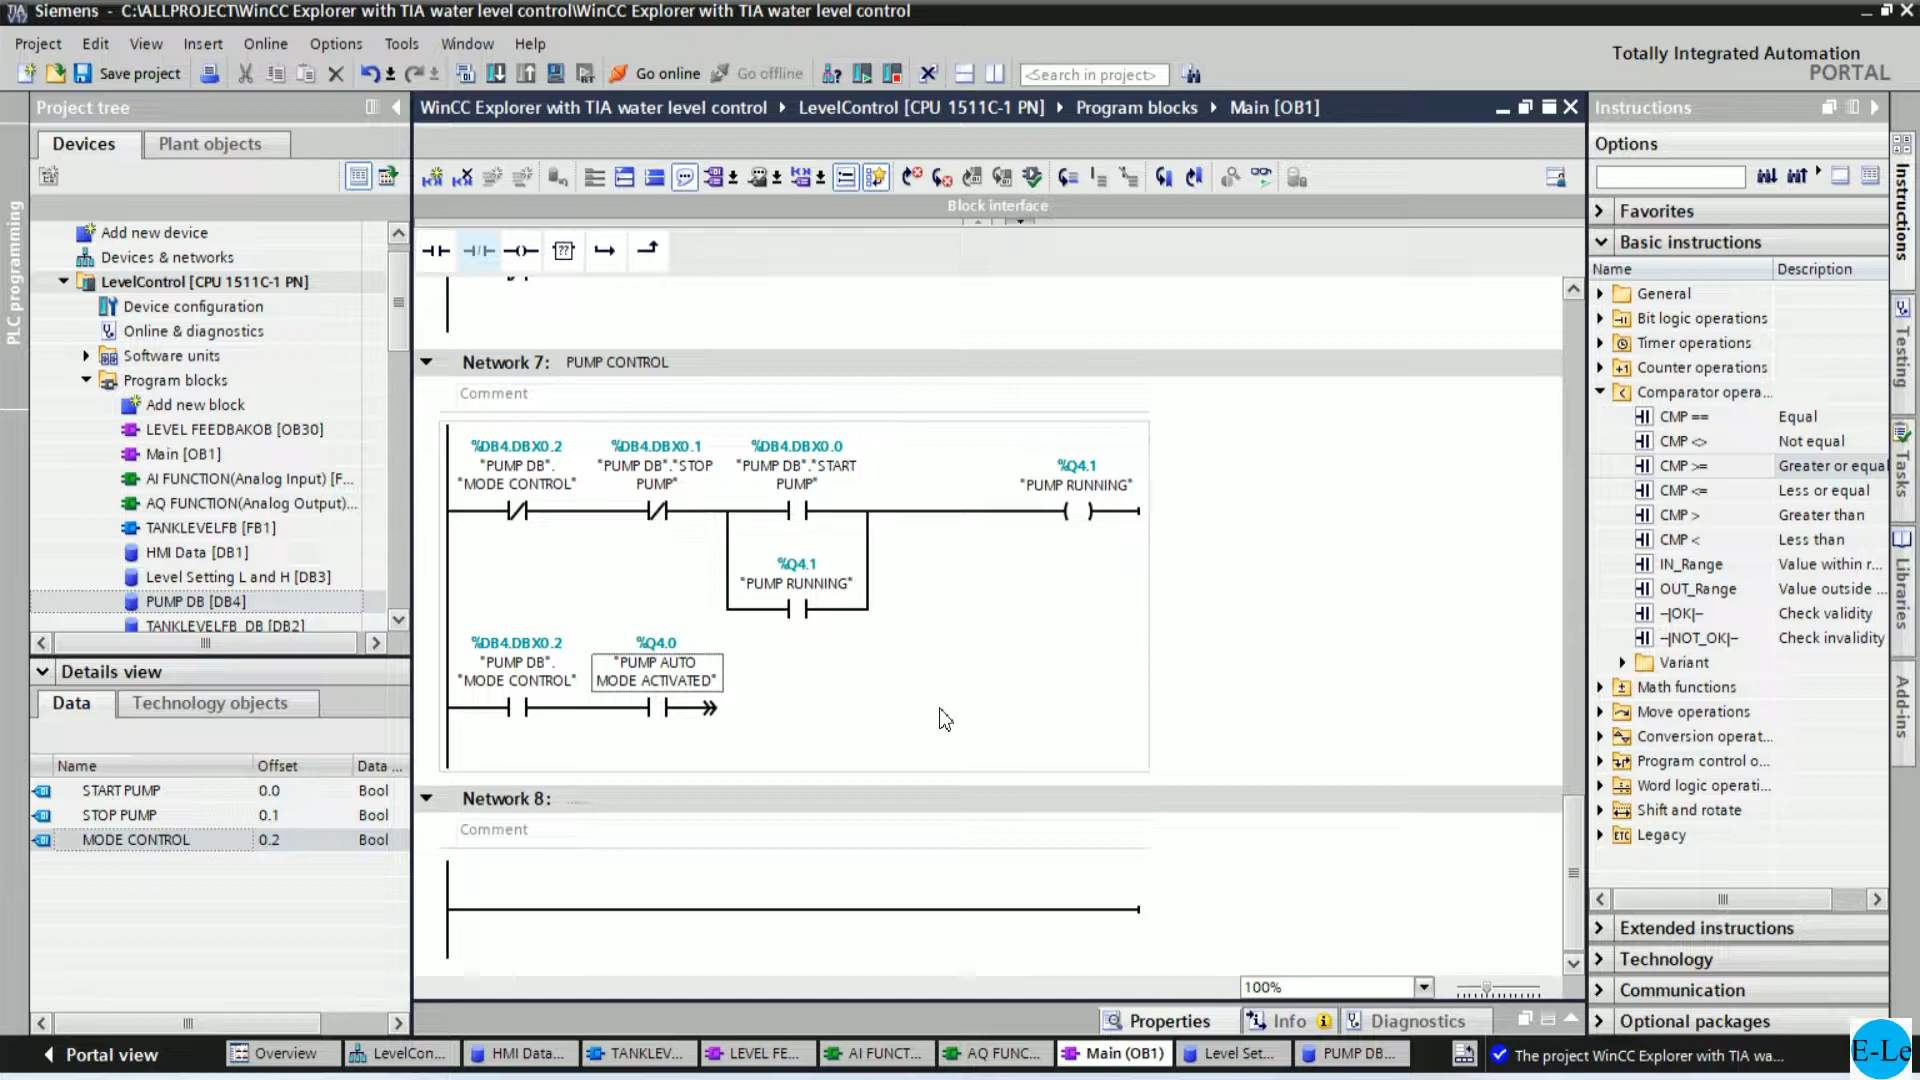 Siemens - C:\ALLPROJECT\WinCC Explorer with TIA water level control\WinCC Explorer with TIA water level control
Project Edit View Insert Online Options Tools Window Help
Totally Integrated Automation
PORTAL
Save project
Go online
Go offline
<Search in project>
Project tree
WinCC Explorer with TIA water level control
LevelControl [CPU 1511C-1 PN]
Program blocks
Main [OB1]
Instructions
Devices
Plant objects
Options
Block interface
PLC programming
Add new device
Devices & networks
LevelControl [CPU 1511C-1 PN]
Device configuration
Online & diagnostics
Software units
Program blocks
Add new block
LEVEL FEEDBAKOB [OB30]
Main [OB1]
AI FUNCTION(Analog Input) [F...
AQ FUNCTION(Analog Output)...
TANKLEVELFB [FB1]
HMI Data [DB1]
Level Setting L and H [DB3]
PUMP DB [DB4]
TANKLEVELFB_DB [DB2]
Details view
Data
Technology objects
Name Offset Data ...
START PUMP 0.0 Bool
STOP PUMP 0.1 Bool
MODE CONTROL 0.2 Bool
Network 7: PUMP CONTROL
Comment
%DB4.DBX0.2
"PUMP DB".
"MODE CONTROL"
%DB4.DBX0.1
"PUMP DB"."STOP
PUMP"
%DB4.DBX0.0
"PUMP DB"."START
PUMP"
%Q4.1
"PUMP RUNNING"
%Q4.1
"PUMP RUNNING"
%DB4.DBX0.2
"PUMP DB".
"MODE CONTROL"
%Q4.0
"PUMP AUTO
MODE ACTIVATED"
Network 8:
Comment
100%
Properties
Info
Diagnostics
Favorites
Basic instructions
Name Description
General
Bit logic operations
Timer operations
Counter operations
Comparator opera...
CMP == Equal
CMP <> Not equal
CMP >= Greater or equal
CMP <= Less or equal
CMP > Greater than
CMP < Less than
IN_Range Value within r...
OUT_Range Value outside ...
-|OK|- Check validity
-|NOT_OK|- Check invalidity
Variant
Math functions
Move operations
Conversion operat...
Program control o...
Word logic operati...
Shift and rotate
Legacy
Extended instructions
Technology
Communication
Optional packages
Instructions
Testing
Tasks
Libraries
Add-ins
Portal view
Overview
LevelCon...
HMI Data...
TANKLEV...
LEVEL FE...
AI FUNCT...
AQ FUNC...
Main (OB1)
Level Set...
PUMP DB...
The project WinCC Explorer with TIA wa...
E-Le